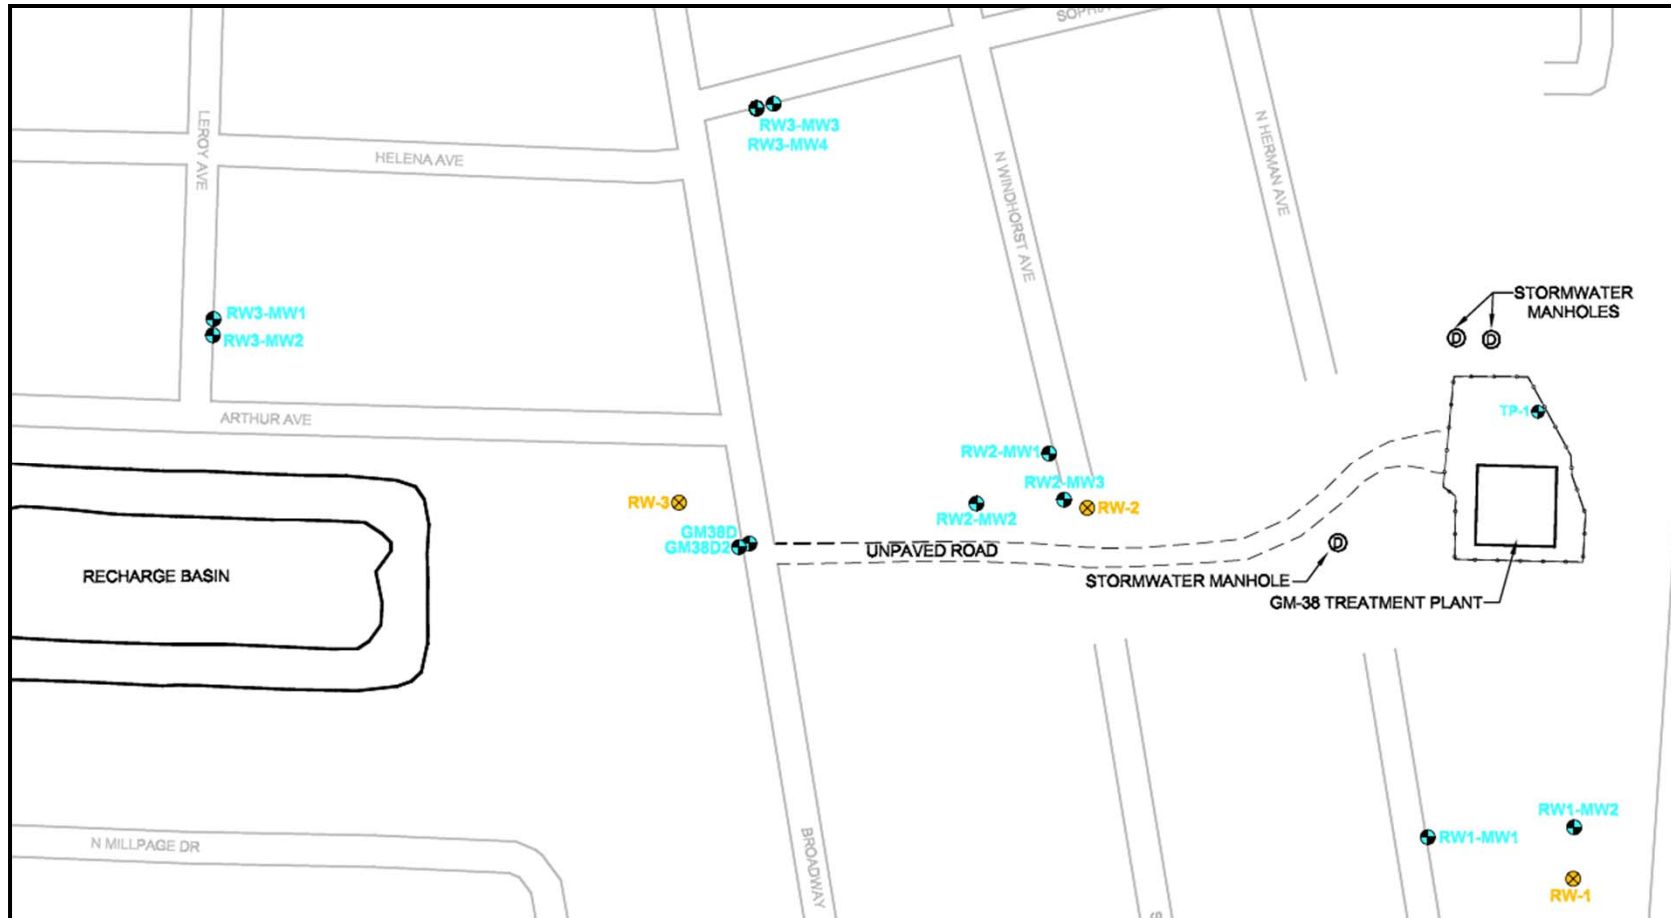 RW3-MW3
RW3-MW4
LEROY AVE
HELENA AVE
N WINDHORST AVE
N HERMAN AVE
STORMWATER
MANHOLES
D D
RW3-MW1
RW3-MW2
ARTHUR AVE
TP-1
RW2-MW1
RW2-MW3
RW-3
RW-2
RW2-MW2
GM38D
GM38D2
UNPAVED ROAD
D
RECHARGE BASIN
STORMWATER MANHOLE
GM-38 TREATMENT PLANT
RW1-MW2
RW1-MW1
N MILLPAGE DR
BROADWAY
RW-1